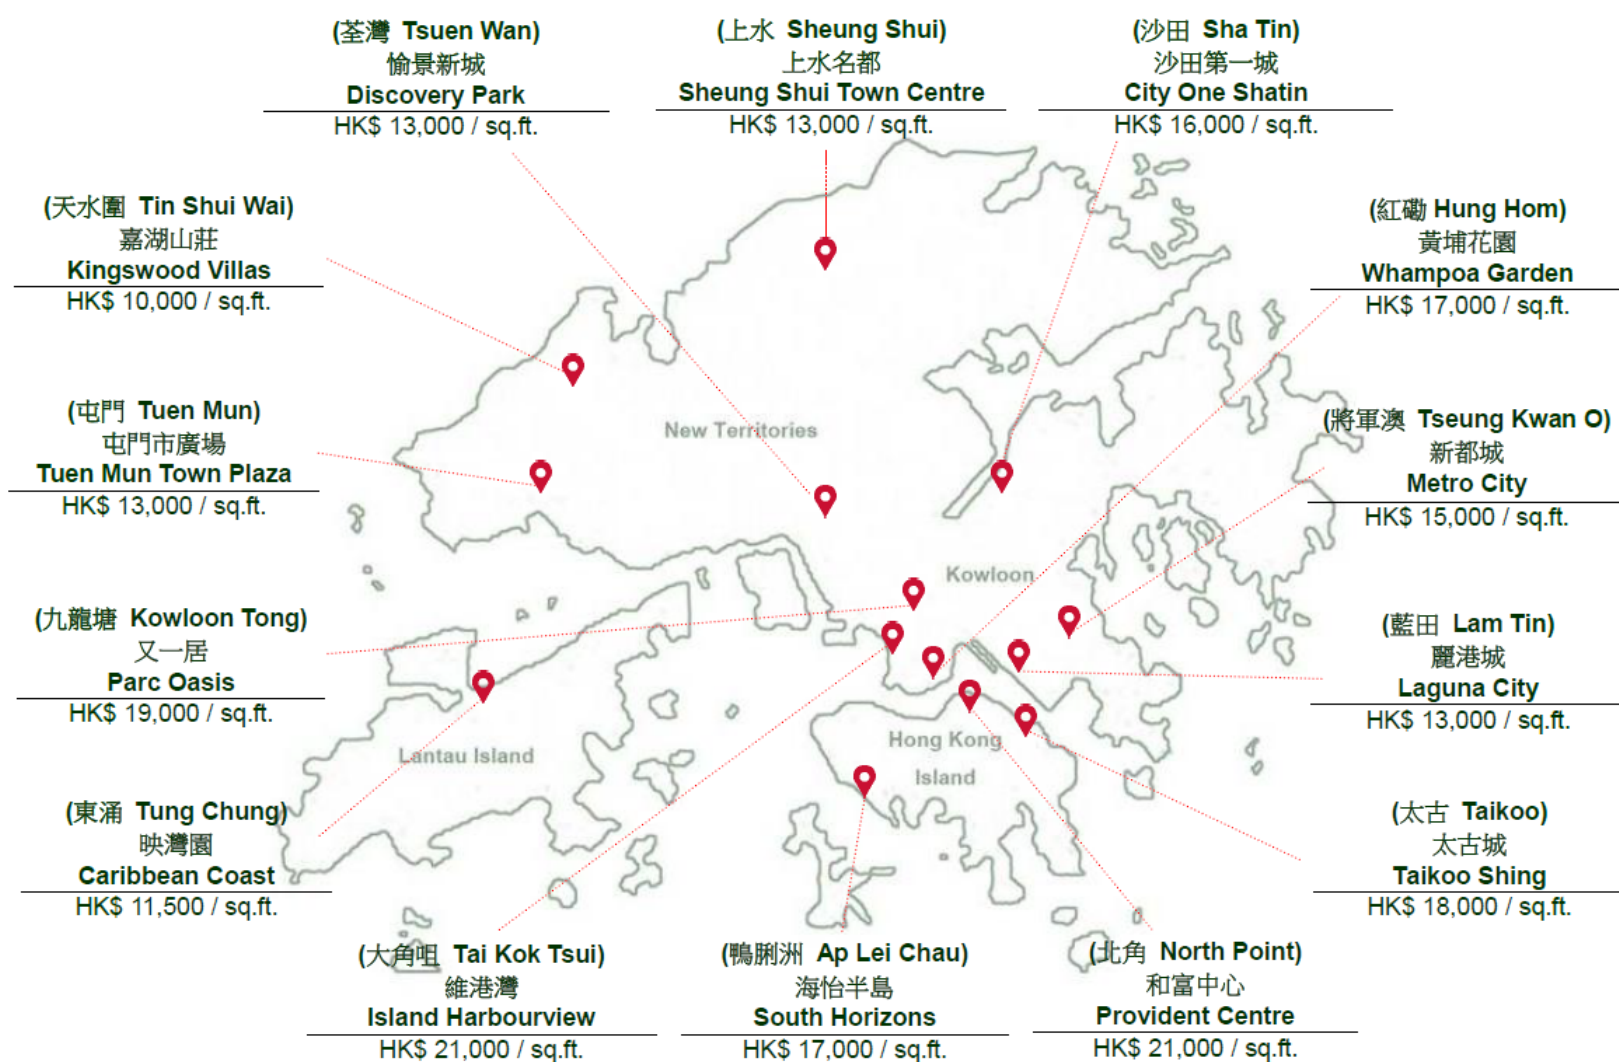 (荃灣 Tsuen Wan)
愉景新城
Discovery Park
HK$ 13,000 / sq.ft.
(上水 Sheung Shui)
上水名都
Sheung Shui Town Centre
HK$ 13,000 / sq.ft.
(沙田 Sha Tin)
沙田第一城
City One Shatin
HK$ 16,000 / sq.ft.
(天水圍 Tin Shui Wai)
嘉湖山莊
Kingswood Villas
HK$ 10,000 / sq.ft.
(紅磡 Hung Hom)
黃埔花園
Whampoa Garden
HK$ 17,000 / sq.ft.
(屯門 Tuen Mun)
屯門市廣場
Tuen Mun Town Plaza
HK$ 13,000 / sq.ft.
New Territories
(將軍澳 Tseung Kwan O)
新都城
Metro City
HK$ 15,000 / sq.ft.
Kowloon
(九龍塘 Kowloon Tong)
又一居
Parc Oasis
HK$ 19,000 / sq.ft.
(藍田 Lam Tin)
麗港城
Laguna City
HK$ 13,000 / sq.ft.
Lantau Island
Hong Kong
Island
(東涌 Tung Chung)
映灣園
Caribbean Coast
HK$ 11,500 / sq.ft.
(太古 Taikoo)
太古城
Taikoo Shing
HK$ 18,000 / sq.ft.
(大角咀 Tai Kok Tsui)
維港灣
Island Harbourview
HK$ 21,000 / sq.ft.
(鴨脷洲 Ap Lei Chau)
海怡半島
South Horizons
HK$ 17,000 / sq.ft.
(北角 North Point)
和富中心
Provident Centre
HK$ 21,000 / sq.ft.